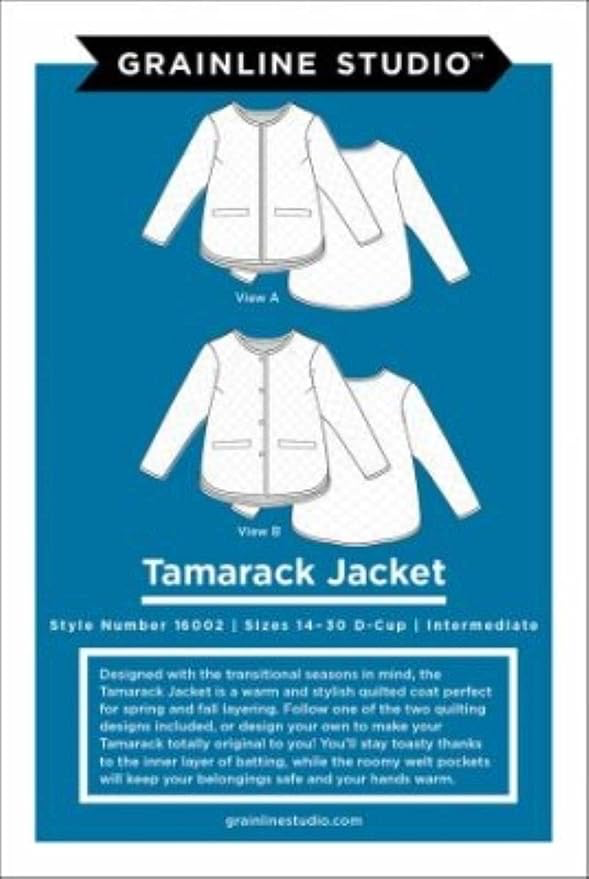 GRAINLINE STUDIO™
View A
View B
Tamarack Jacket
Style Number 16002 | Sizes 14–30 D-Cup | Intermediate
Designed with the transitional seasons in mind, the
Tamarack Jacket is a warm and stylish quilted coat perfect
for spring and fall layering. Follow one of the two quilting
designs included, or design your own to make your
Tamarack totally original to you! You'll stay toasty thanks
to the inner layer of batting, while the roomy welt pockets
will keep your belongings safe and your hands warm.
grainlinestudio.com